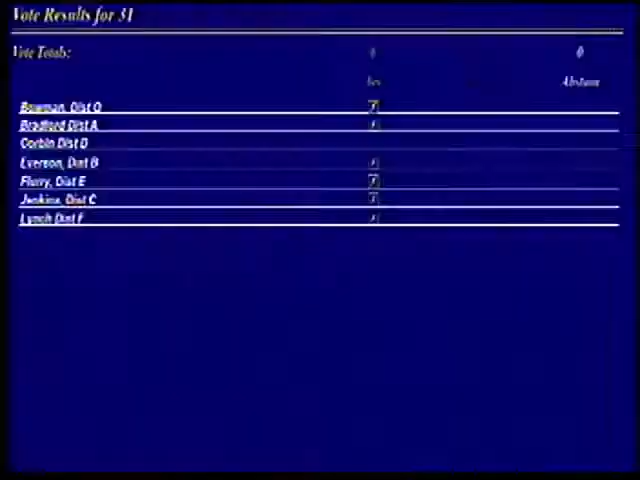 Vote Results for 31
Vote Totals: 0
Yes Abstain
Bowman, Dist G
Bradford Dist A
Corbin Dist D
Everson, Dist B
Flurry, Dist E
Jenkins, Dist C
Lynch Dist F